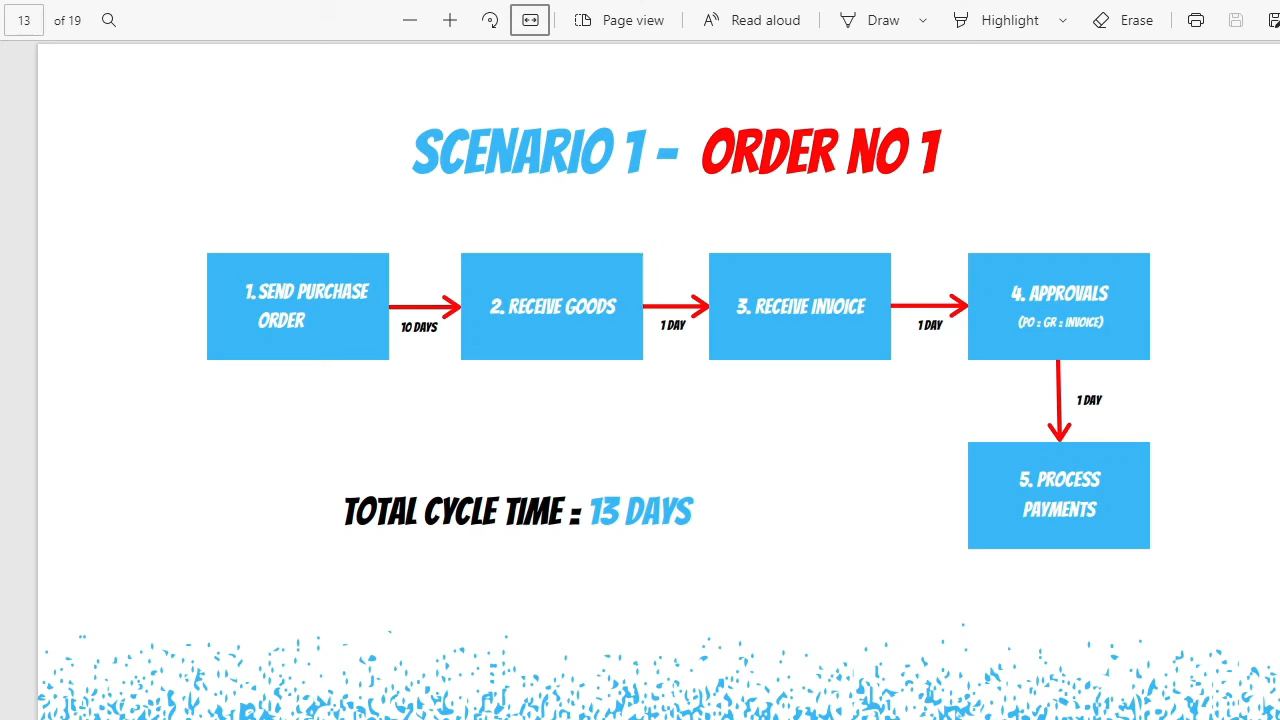 13 of 19 Page view Read aloud Draw Highlight Erase
SCENARIO 1 - ORDER NO 1
1. SEND PURCHASE
ORDER
10 DAYS
2. RECEIVE GOODS
1 DAY
3. RECEIVE INVOICE
1 DAY
4. APPROVALS
(PO = GR = INVOICE)
1 DAY
5. PROCESS
PAYMENTS
TOTAL CYCLE TIME = 13 DAYS